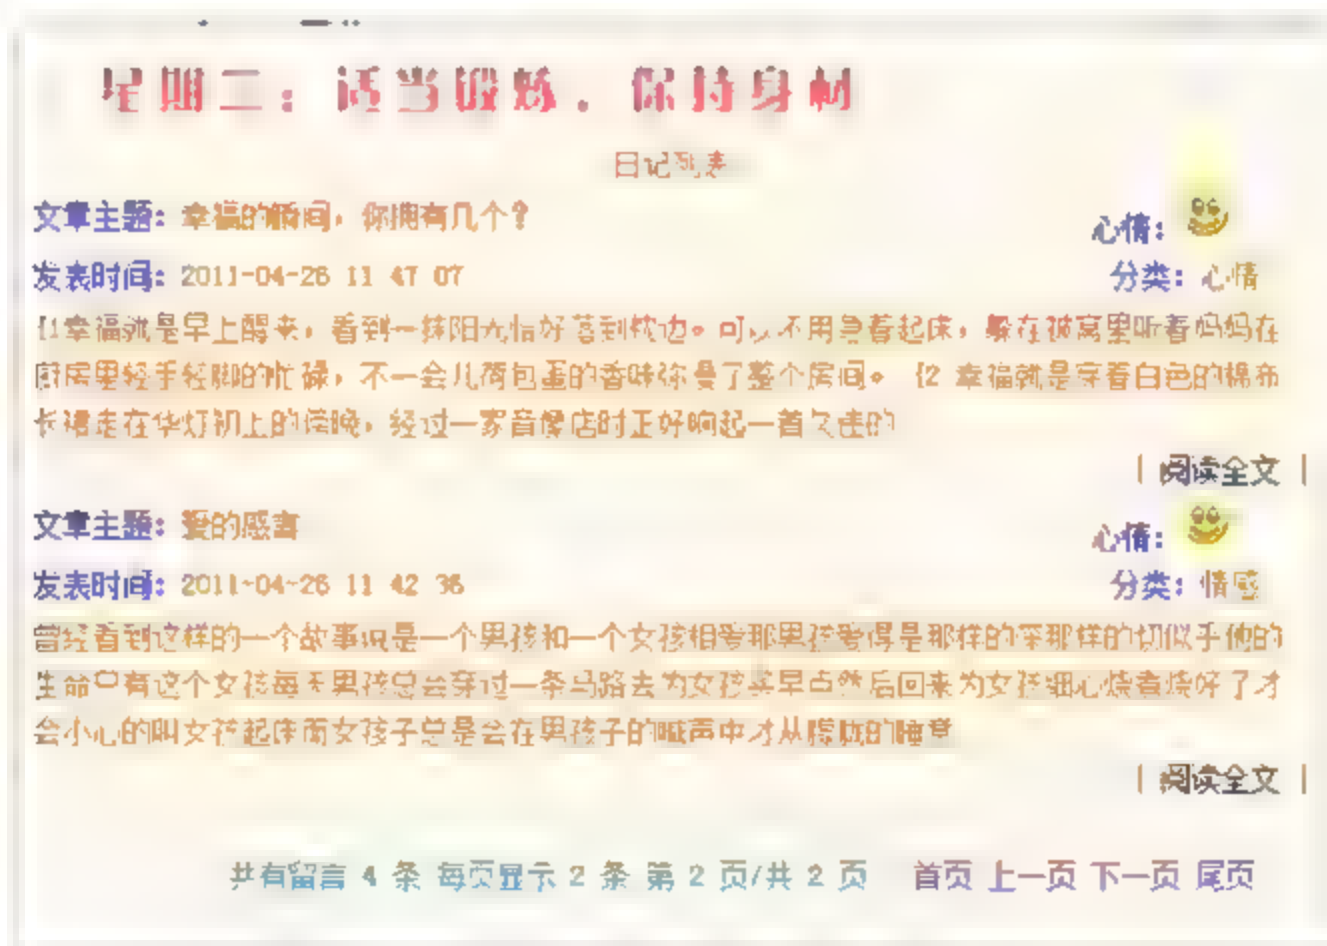 星期二：适当锻炼．保持身材
日记列表
文章主题：幸福的瞬间，你拥有几个？
心情：
发表时间：2011-04-26 11 47 07
分类：心情
{1幸福就是早上醒来，看到一抹阳光恰好落到枕边。可以不用急着起床，躲在被窝里听着妈妈在
厨房里轻手轻脚的忙碌，不一会儿荷包蛋的香味弥漫了整个房间。 {2 幸福就是穿着白色的棉布
长裙走在华灯初上的傍晚，经过一家音像店时正好响起一首欠违的
| 阅读全文 |
文章主题：爱的感言
心情：
发表时间：2011-04-26 11 42 36
分类：情感
曾经看到这样的一个故事说是一个男孩和一个女孩相爱那男孩爱得是那样的深那样的切似乎他的
生命只有这个女孩每天男孩总会穿过一条马路去为女孩买早点然后回来为女孩细心烧煮烧好了才
会小心的叫女孩起床而女孩子总是会在男孩子的喊声中才从朦胧的睡意
| 阅读全文 |
共有留言 4 条 每页显示 2 条 第 2 页/共 2 页 首页 上一页 下一页 尾页